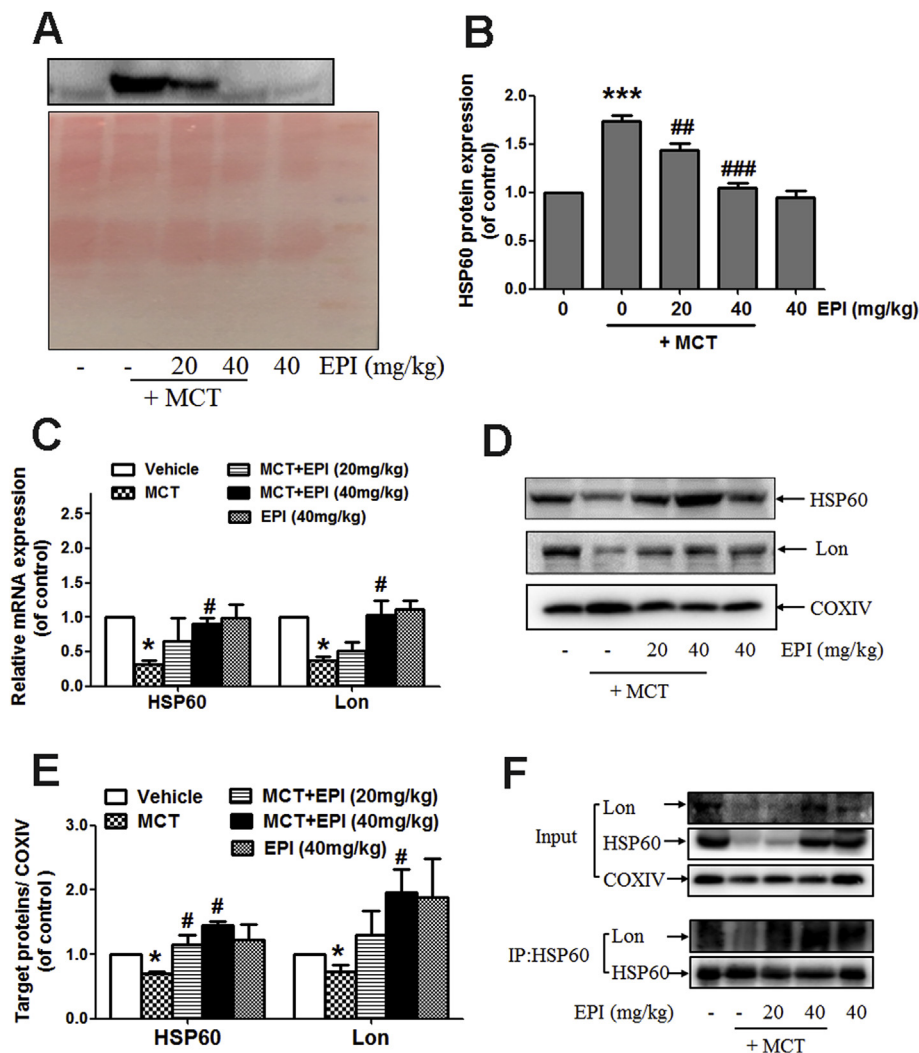 A
- - 20 40 40 EPI (mg/kg)
+ MCT
B
HSP60 protein expression
(of control)
2.0
1.5
1.0
0.5
0.0
***
##
###
0 0 20 40 40 EPI (mg/kg)
+ MCT
C
Relative mRNA expression
(of control)
2.5
2.0
1.5
1.0
0.5
0.0
Vehicle
MCT
MCT+EPI (20mg/kg)
MCT+EPI (40mg/kg)
EPI (40mg/kg)
* #
* #
HSP60 Lon
D
HSP60
Lon
COXIV
- - 20 40 40 EPI (mg/kg)
+ MCT
E
Target proteins/ COXIV
(of control )
3.0
2.0
1.0
0.0
Vehicle
MCT
MCT+EPI (20mg/kg)
MCT+EPI (40mg/kg)
EPI (40mg/kg)
* # #
* #
HSP60 Lon
F
Input
Lon
HSP60
COXIV
IP:HSP60
Lon
HSP60
EPI - - 20 40 40
(mg/kg)
+ MCT